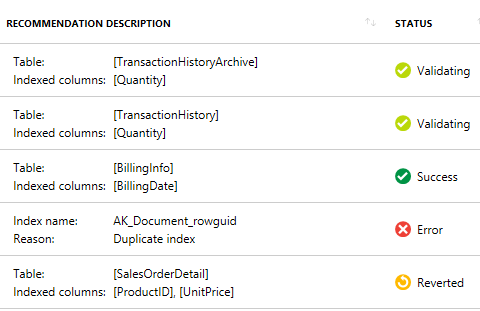 RECOMMENDATION DESCRIPTION STATUS
Table: [TransactionHistoryArchive]
Indexed columns: [Quantity]
Validating
Table: [TransactionHistory]
Indexed columns: [Quantity]
Validating
Table: [BillingInfo]
Indexed columns: [BillingDate]
Success
Index name: AK_Document_rowguid
Reason: Duplicate index
Error
Table: [SalesOrderDetail]
Indexed columns: [ProductID], [UnitPrice]
Reverted